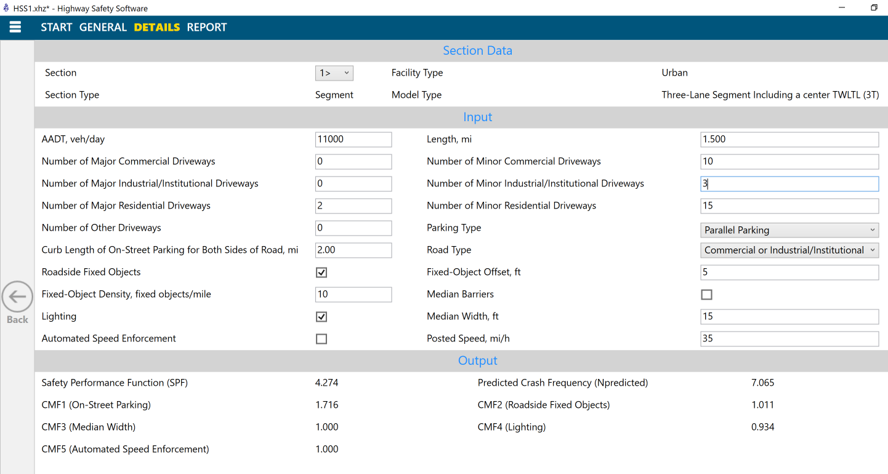 HSS1.xhz* - Highway Safety Software
START GENERAL DETAILS REPORT
Section Data
Section 1> Facility Type Urban
Section Type Segment Model Type Three-Lane Segment Including a center TWLTL (3T)
Input
AADT, veh/day 11000 Length, mi 1.500
Number of Major Commercial Driveways 0 Number of Minor Commercial Driveways 10
Number of Major Industrial/Institutional Driveways 0 Number of Minor Industrial/Institutional Driveways 3
Number of Major Residential Driveways 2 Number of Minor Residential Driveways 15
Number of Other Driveways 0 Parking Type Parallel Parking
Curb Length of On-Street Parking for Both Sides of Road, mi 2.00 Road Type Commercial or Industrial/Institutional
Roadside Fixed Objects Fixed-Object Offset, ft 5
Fixed-Object Density, fixed objects/mile 10 Median Barriers
Back
Lighting Median Width, ft 15
Automated Speed Enforcement Posted Speed, mi/h 35
Output
Safety Performance Function (SPF) 4.274 Predicted Crash Frequency (Npredicted) 7.065
CMF1 (On-Street Parking) 1.716 CMF2 (Roadside Fixed Objects) 1.011
CMF3 (Median Width) 1.000 CMF4 (Lighting) 0.934
CMF5 (Automated Speed Enforcement) 1.000